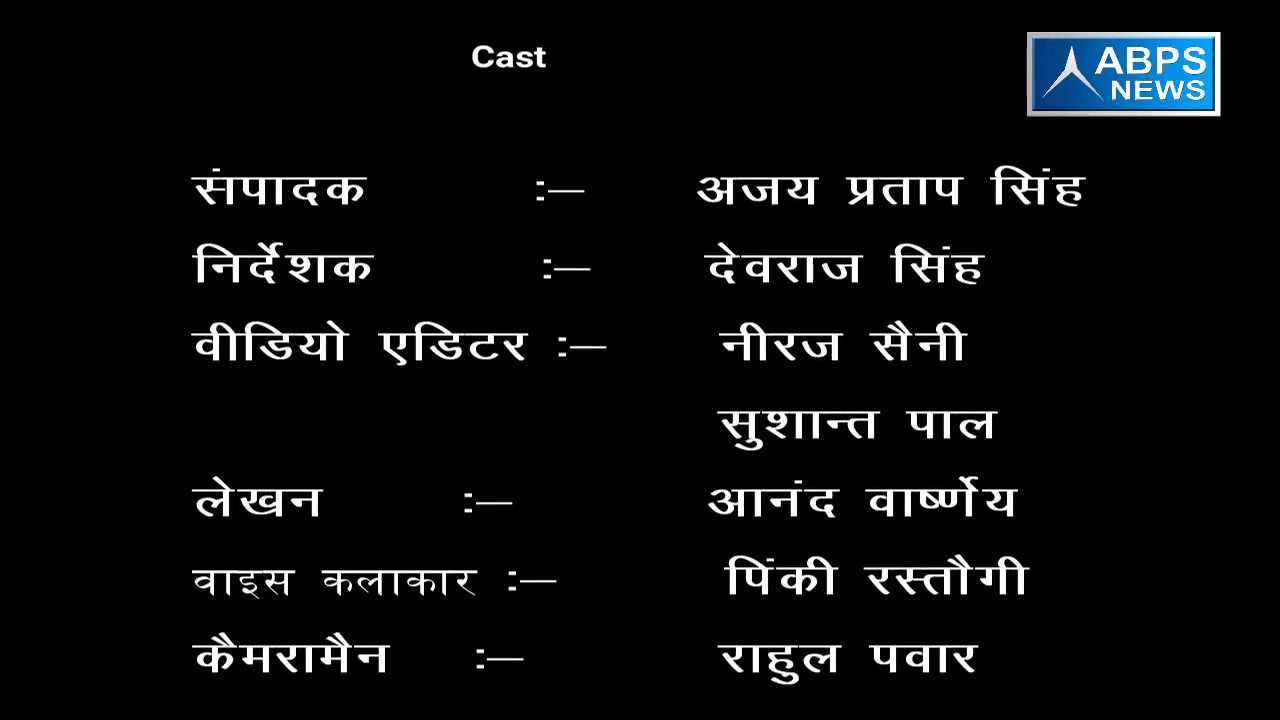 Cast
ABPS
NEWS
संपादक :— अजय प्रताप सिंह
निर्देशक :— देवराज सिंह
वीडियो एडिटर :— नीरज सैनी
सुशान्त पाल
लेखन :— आनंद वार्ष्णेय
वाइस कलाकार :— पिंकी रस्तौगी
कैमरामैन :— राहुल पवार